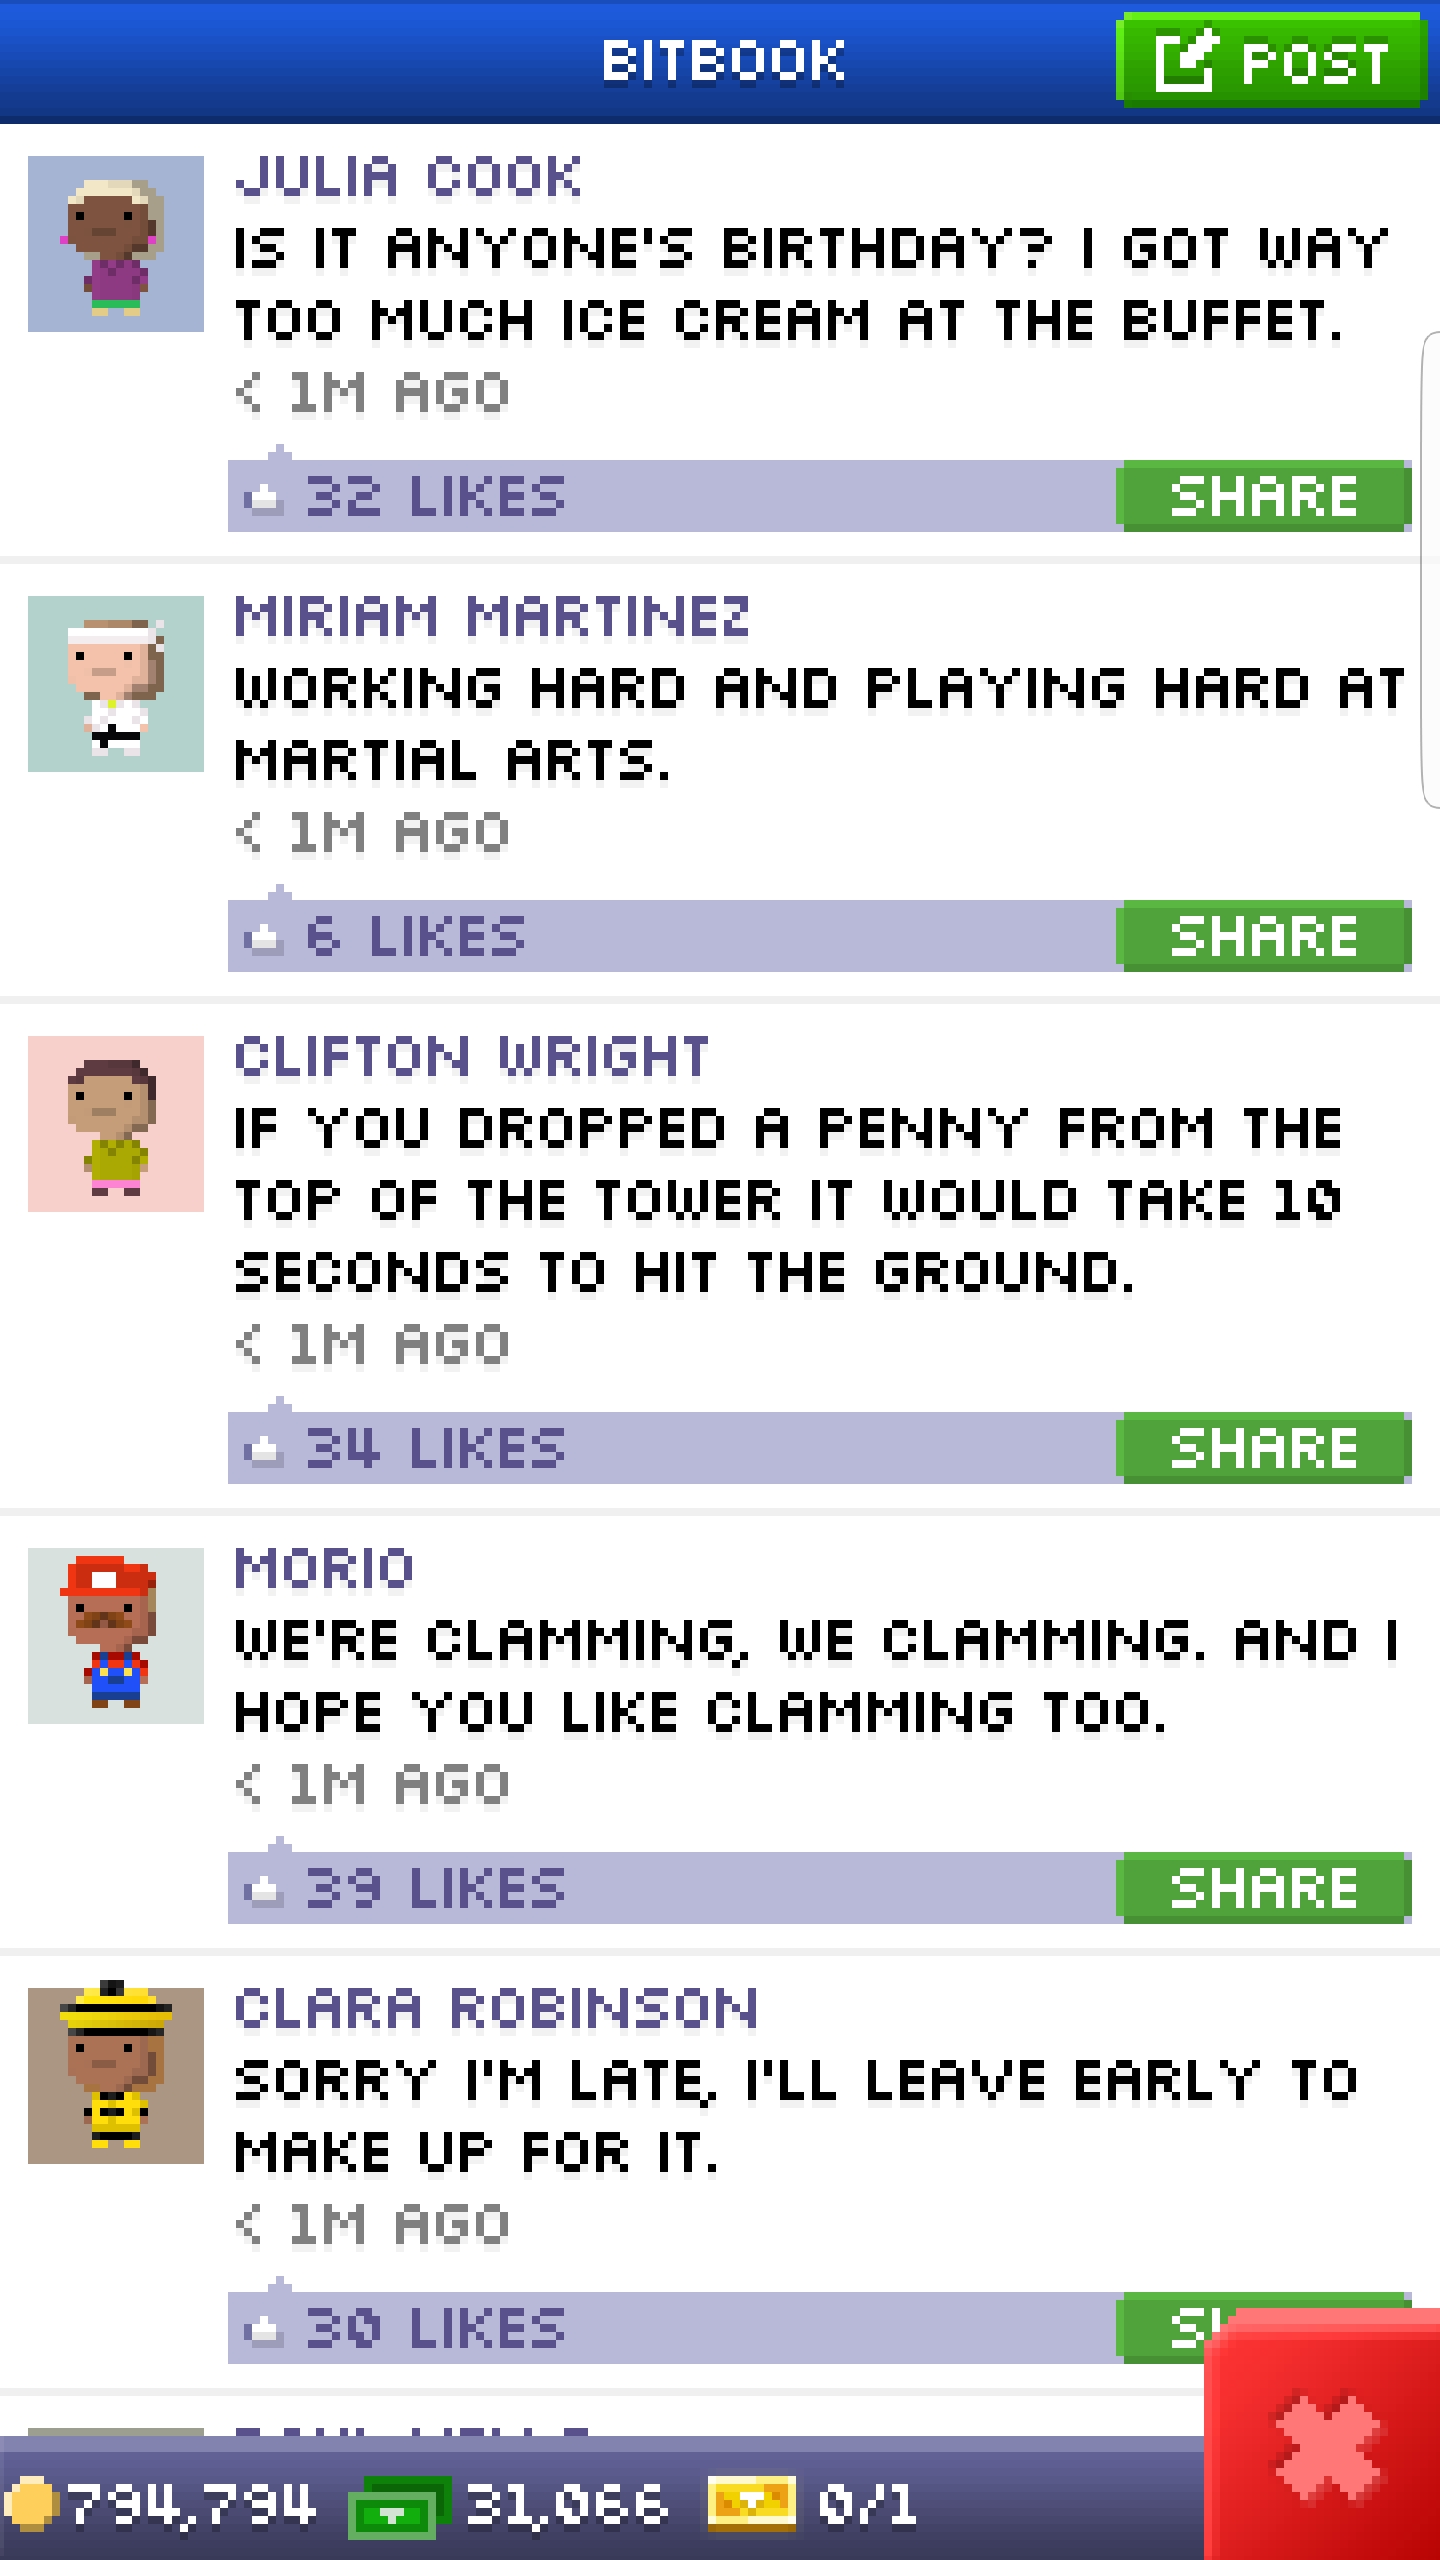 BITBOOK
POST
JULIA COOK
IS IT ANYONE'S BIRTHDAY? I GOT WAY
TOO MUCH ICE CREAM AT THE BUFFET.
< 1M AGO
32 LIKES
SHARE
MIRIAM MARTINEZ
WORKING HARD AND PLAYING HARD AT
MARTIAL ARTS.
< 1M AGO
6 LIKES
SHARE
CLIFTON WRIGHT
IF YOU DROPPED A PENNY FROM THE
TOP OF THE TOWER IT WOULD TAKE 10
SECONDS TO HIT THE GROUND.
< 1M AGO
34 LIKES
SHARE
MORIO
WE'RE CLAMMING, WE CLAMMING. AND I
HOPE YOU LIKE CLAMMING TOO.
< 1M AGO
39 LIKES
SHARE
CLARA ROBINSON
SORRY I'M LATE, I'LL LEAVE EARLY TO
MAKE UP FOR IT.
< 1M AGO
30 LIKES
794,794
31,066
0/1